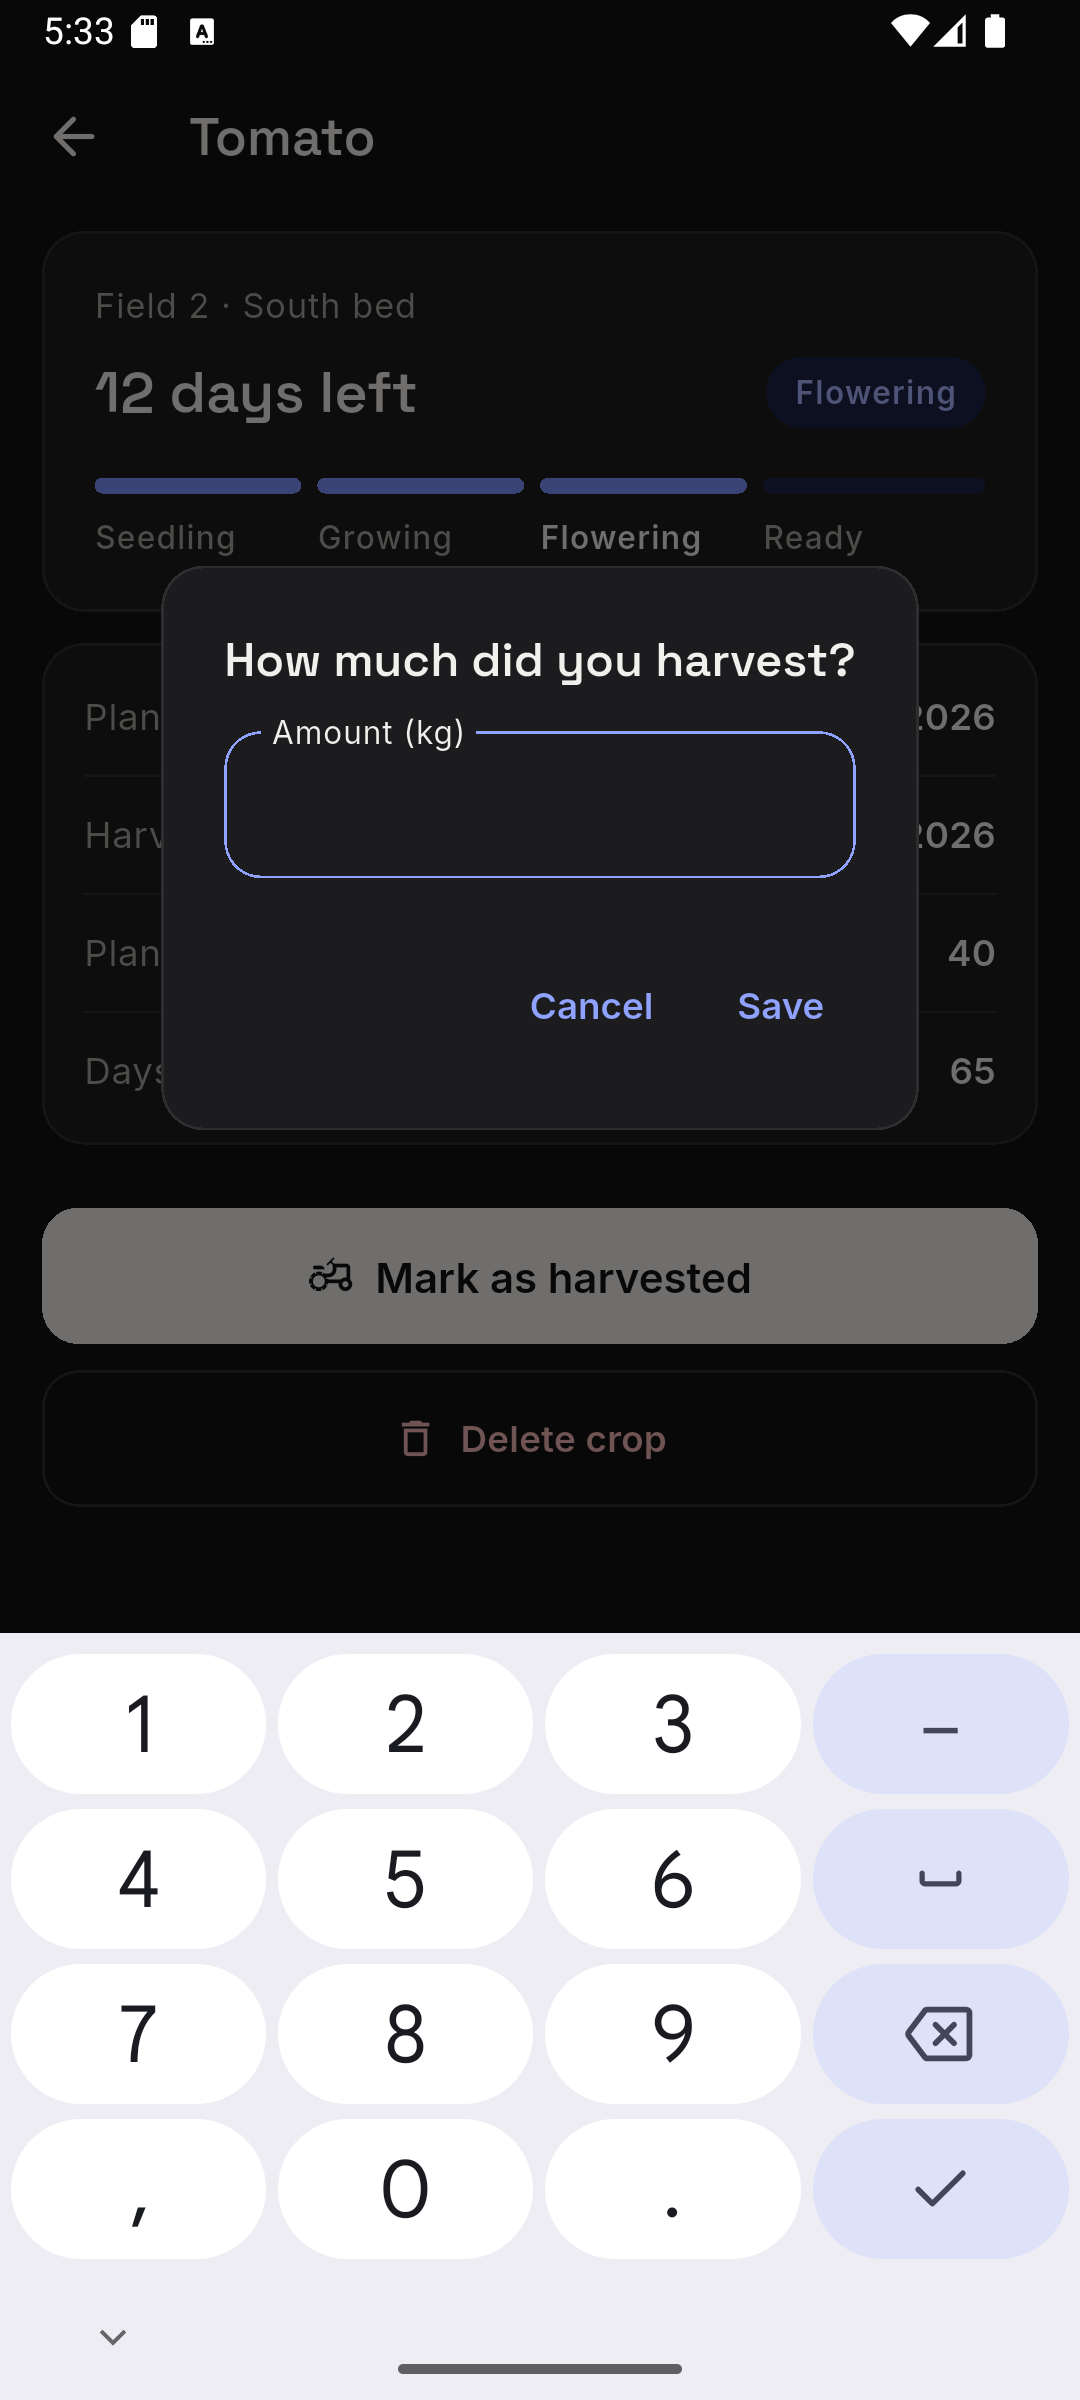 5:33
Tomato
Field 2 · South bed
12 days left
Flowering
Seedling Growing Flowering Ready
How much did you harvest?
Amount (kg)
Cancel Save
40
65
Mark as harvested
Delete crop
1 2 3 –
4 5 6
7 8 9
, 0 .